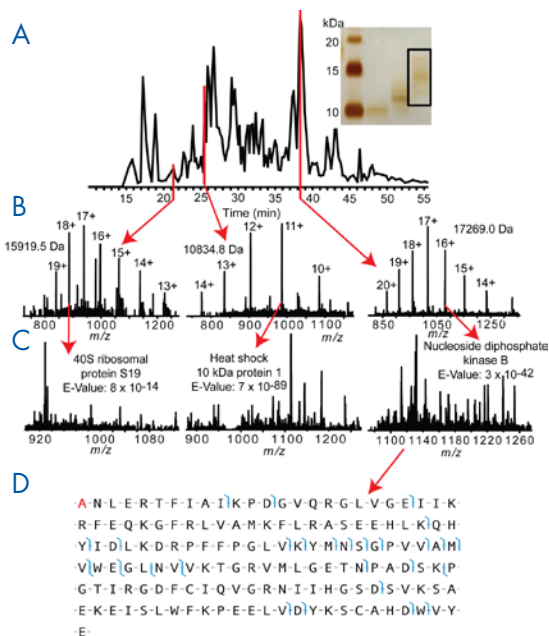 A
kDa
20
15
10
15 20 25 30 35 40 45 50 55
Time (min)
B
15919.5 Da
19+ 18+ 17+ 16+ 15+ 14+ 13+
800 1000 1200
m/z
10834.8 Da
14+ 13+ 12+ 11+ 10+
800 1000 1200
m/z
17269.0 Da
20+ 19+ 18+ 17+ 16+ 15+ 14+
850 1050 1250
m/z
C
40S ribosomal
protein S19
E-Value: 8 x 10-14
920 1000 1080
m/z
Heat shock
10 kDa protein 1
E-Value: 7 x 10-89
900 1000 1100 1200
m/z
Nucleoside diphosphate
kinase B
E-Value: 3 x 10-42
1100 1140 1180 1220 1260
m/z
D
A-N-L-E-R-T-F-I-A-I-K-P-D-G-V-Q-R-G-L-V-G-E-I-I-K
R-F-E-Q-K-G-F-R-L-V-A-M-K-F-L-R-A-S-E-E-H-L-K-Q-H
Y-I-D-L-K-D-R-P-F-F-P-G-L-V-K-Y-M-N-S-G-P-V-V-A-M
V-W-E-G-L-N-V-V-K-T-G-R-V-M-L-G-E-T-N-P-A-D-S-K-P
G-T-I-R-G-D-F-C-I-Q-V-G-R-N-I-I-H-G-S-D-S-V-K-S-A
E-K-E-I-S-L-W-F-K-P-E-E-L-V-D-Y-K-S-C-A-H-D-W-V-Y
E